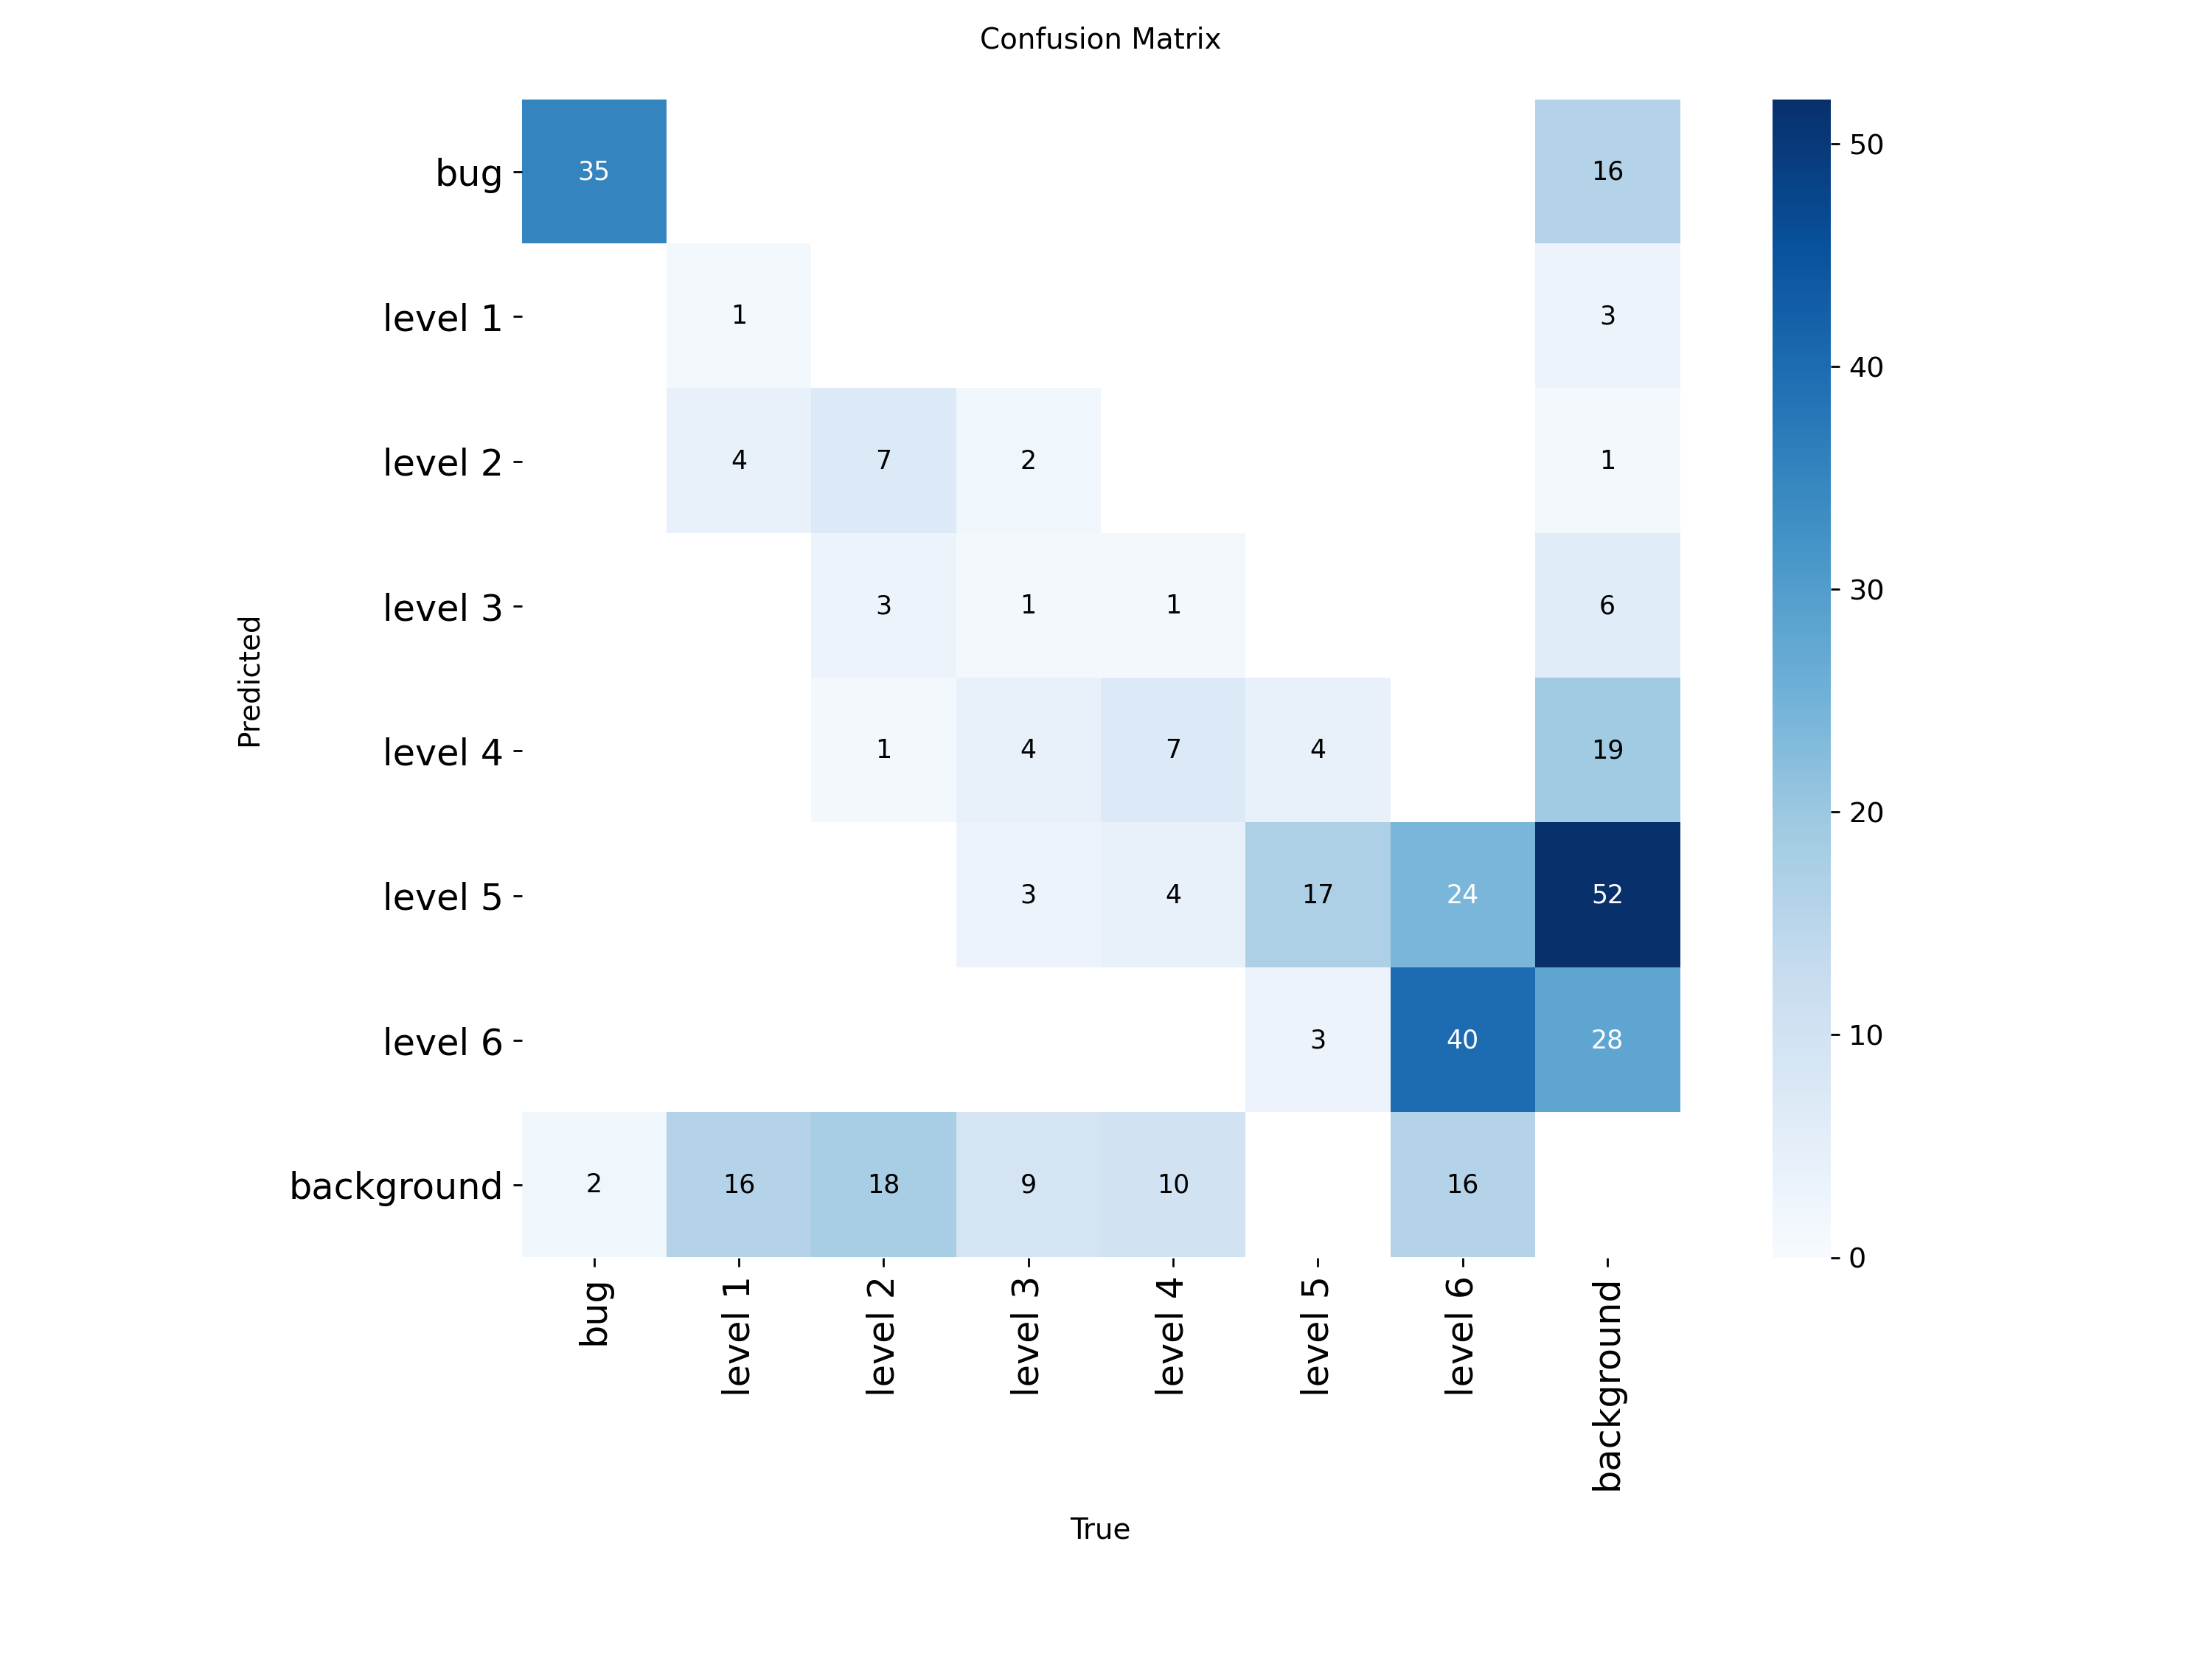 Confusion Matrix
bug 35 16
level 1 1 3
level 2 4 7 2 1
level 3 3 1 1 6
level 4 1 4 7 4 19
level 5 3 4 17 24 52
level 6 3 40 28
background 2 16 18 9 10 16
bug level 1 level 2 level 3 level 4 level 5 level 6 background
Predicted
True
50
40
30
20
10
0